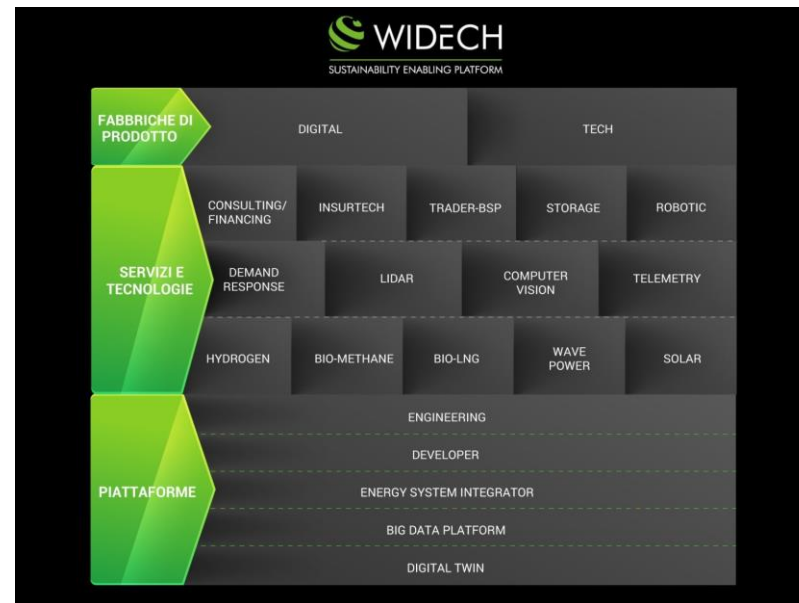 WIDECH
SUSTAINABILITY ENABLING PLATFORM
FABBRICHE DI
PRODOTTO
DIGITAL
TECH
SERVIZI E
TECNOLOGIE
CONSULTING/
FINANCING
INSURTECH
TRADER-BSP
STORAGE
ROBOTIC
DEMAND
RESPONSE
LIDAR
COMPUTER
VISION
TELEMETRY
HYDROGEN
BIO-METHANE
BIO-LNG
WAVE
POWER
SOLAR
PIATTAFORME
ENGINEERING
DEVELOPER
ENERGY SYSTEM INTEGRATOR
BIG DATA PLATFORM
DIGITAL TWIN